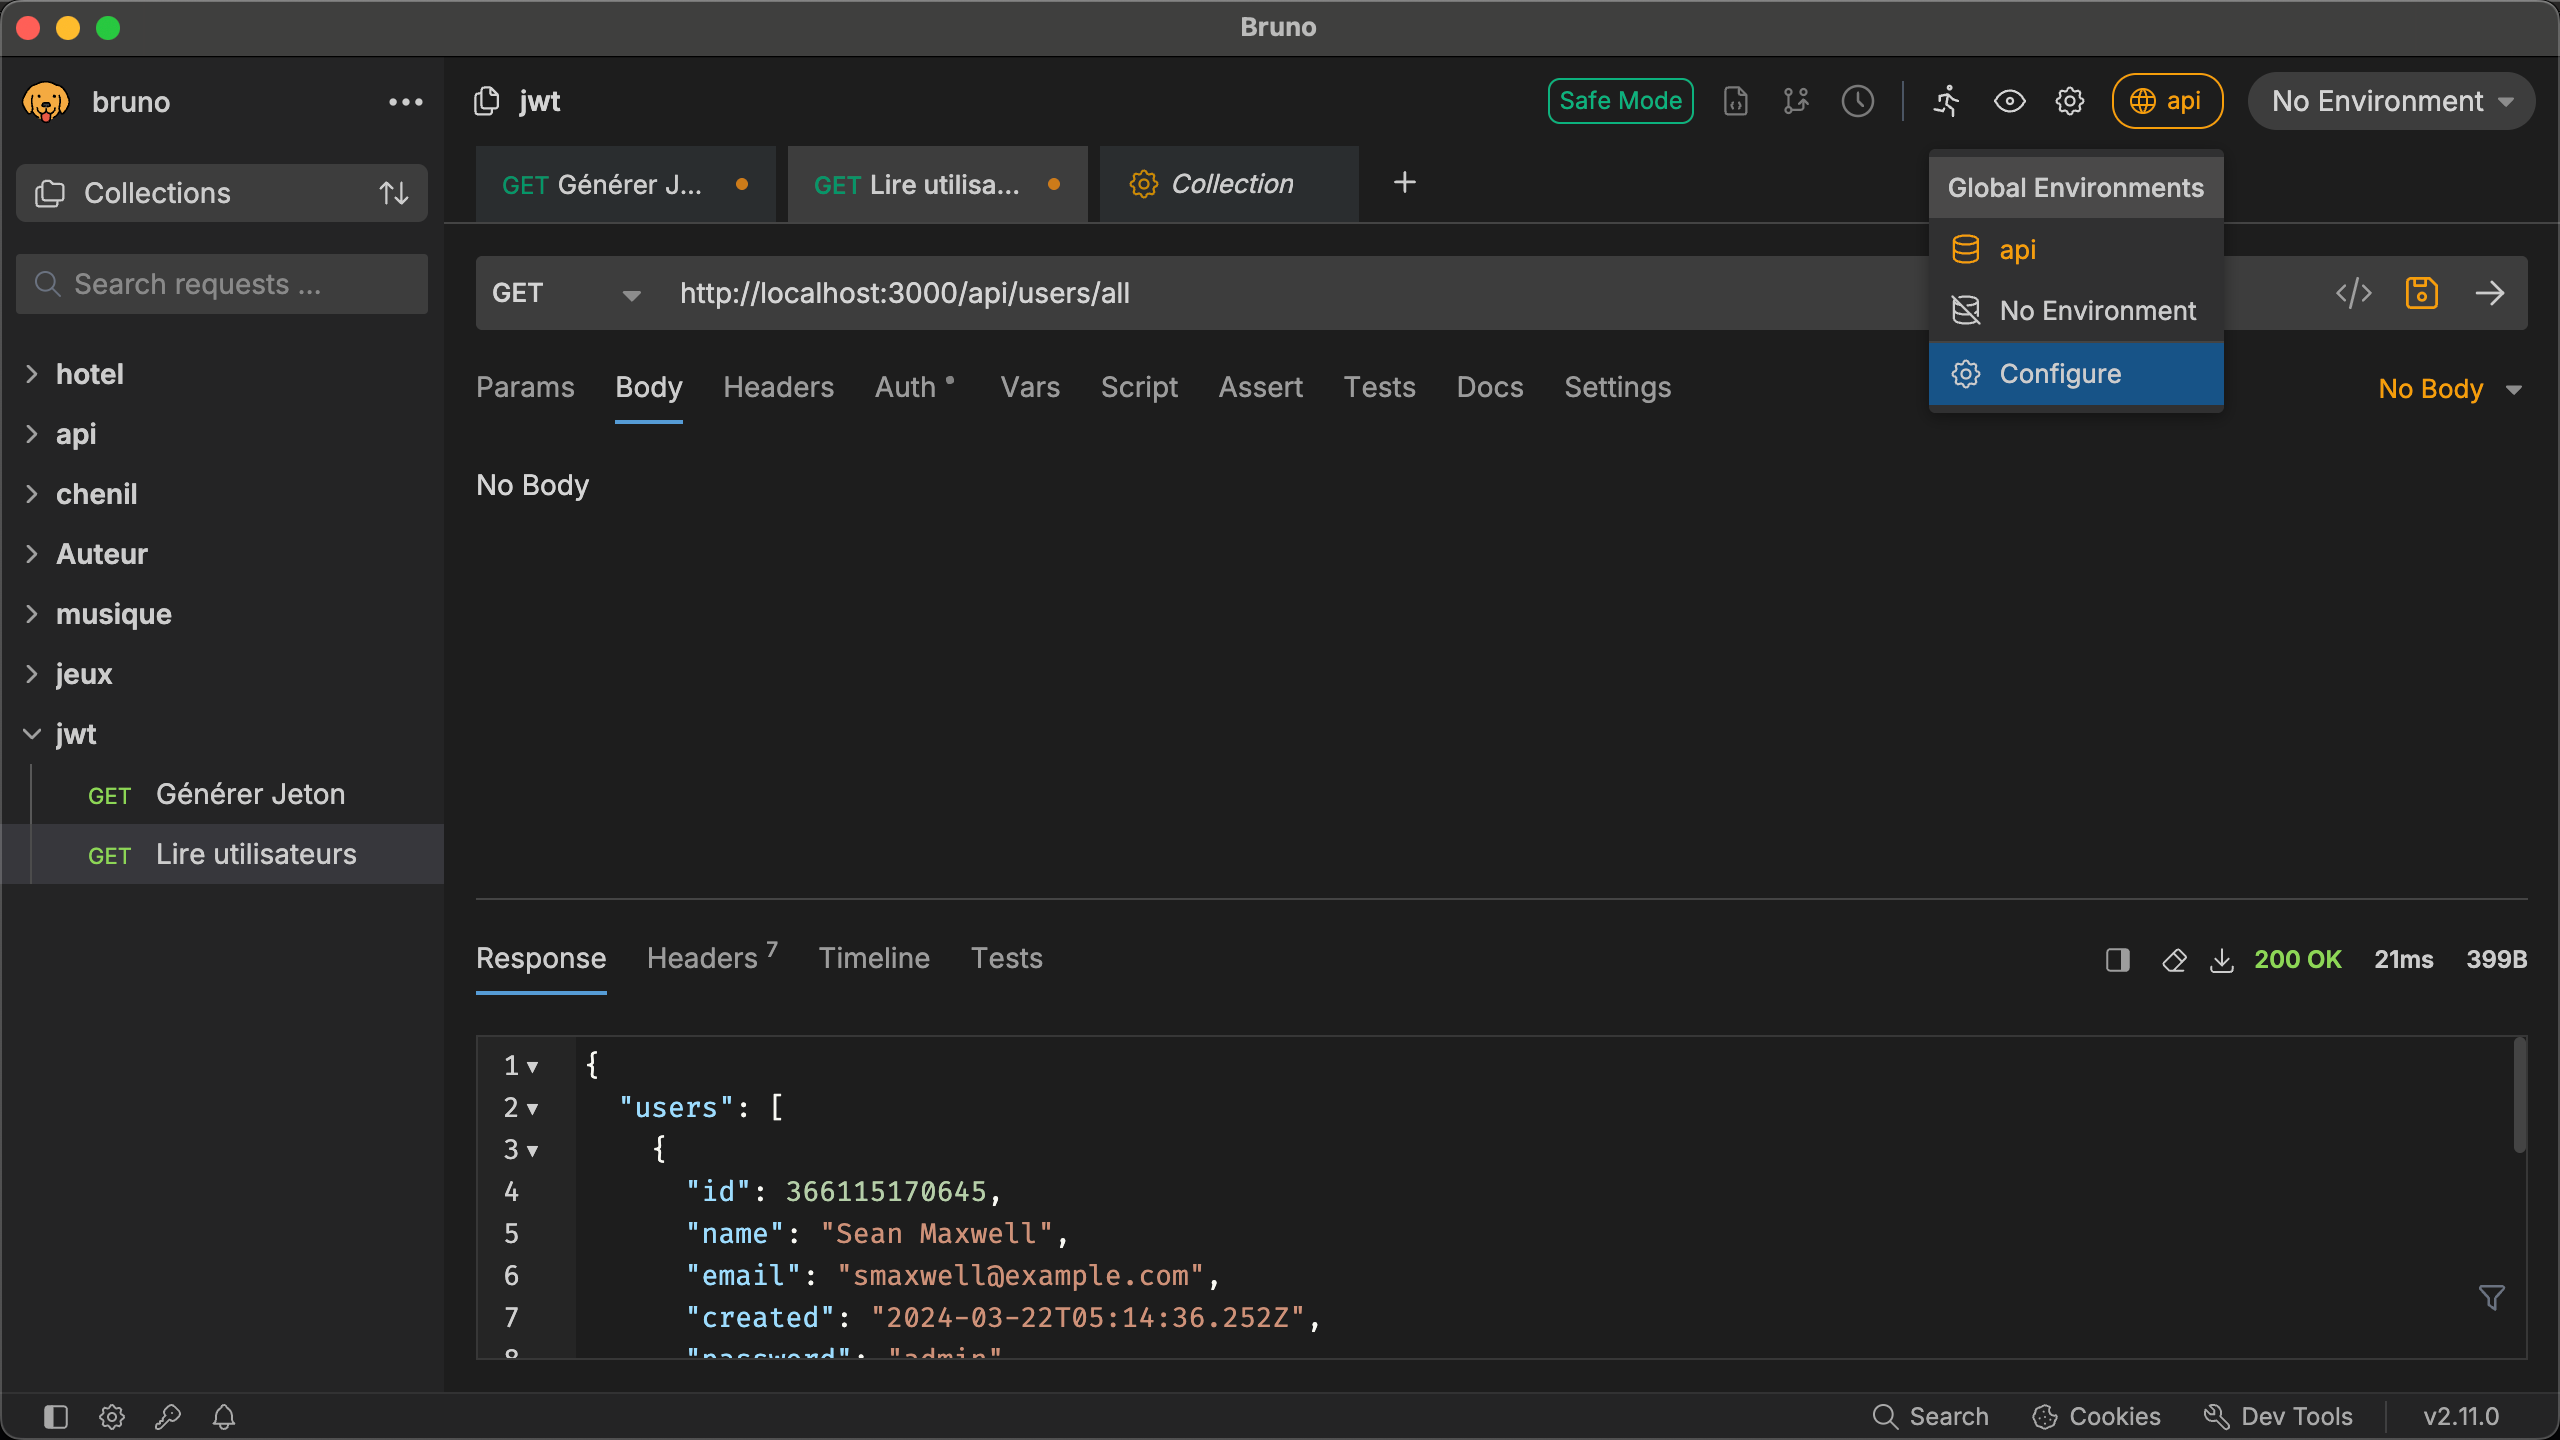 Bruno
bruno
jwt
Safe Mode
api
No Environment
Collections
GET Générer J...
GET Lire utilisa...
Collection
Global Environments
api
No Environment
Configure
Search requests ...
GET
http://localhost:3000/api/users/all
hotel
api
chenil
Auteur
musique
jeux
jwt
GET Générer Jeton
GET Lire utilisateurs
Params Body Headers Auth Vars Script Assert Tests Docs Settings
No Body
No Body
Response Headers 7 Timeline Tests
200 OK 21ms 399B
1 {
2 "users": [
3 {
4 "id": 366115170645,
5 "name": "Sean Maxwell",
6 "email": "smaxwell@example.com",
7 "created": "2024-03-22T05:14:36.252Z",
8 "password": "admin"
Search Cookies Dev Tools v2.11.0